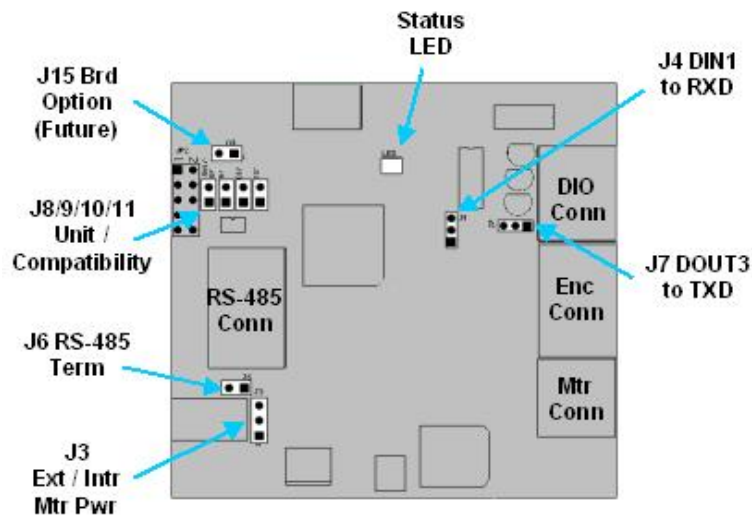 Status
LED
J15 Brd
Option
(Future)
J4 DIN1
to RXD
LED
DIO
Conn
J8/9/10/11
Unit /
Compatibility
J7 DOUT3
to TXD
RS-485
Conn
Enc
Conn
J6 RS-485
Term
Mtr
Conn
J3
Ext / Intr
Mtr Pwr